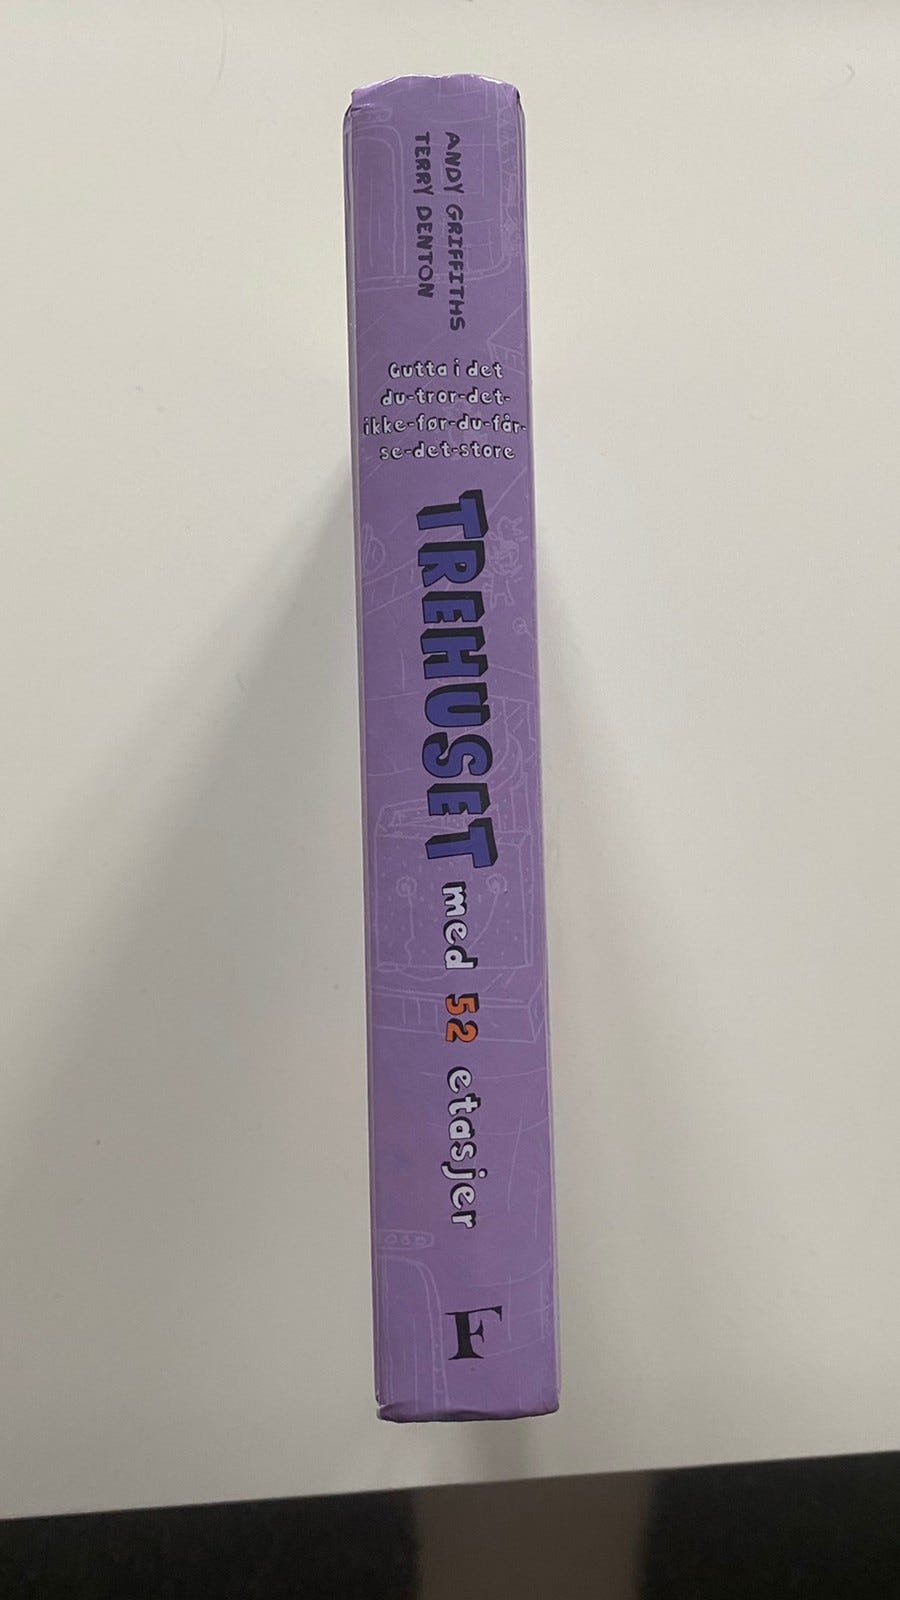 ANDY GRIFFITHS
TERRY DENTON
Gutta i det
du-tror-det-
ikke-før-du-får-
se-det-store
TREHUSET med 52 etasjer
F